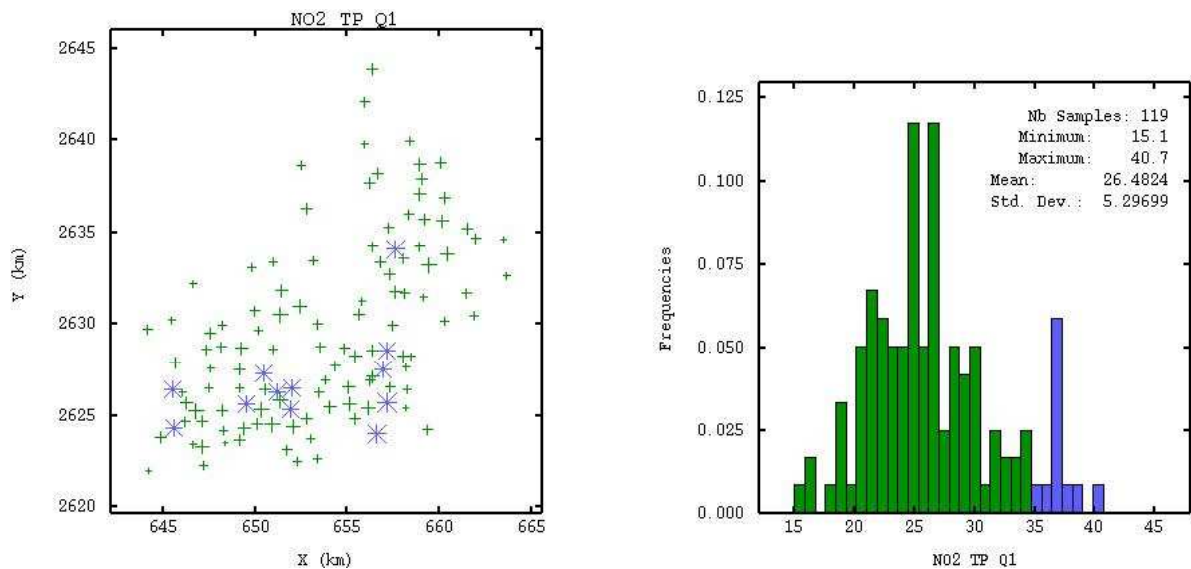 NO2 TP Q1
2645
2640
2635
2630
2625
2620
Y (km)
645 650 655 660 665
X (km)
0.125
0.100
0.075
0.050
0.025
0.000
Frequencies
Nb Samples: 119
Minimum: 15.1
Maximum: 40.7
Mean: 26.4824
Std. Dev.: 5.29699
15 20 25 30 35 40 45
NO2 TP Q1